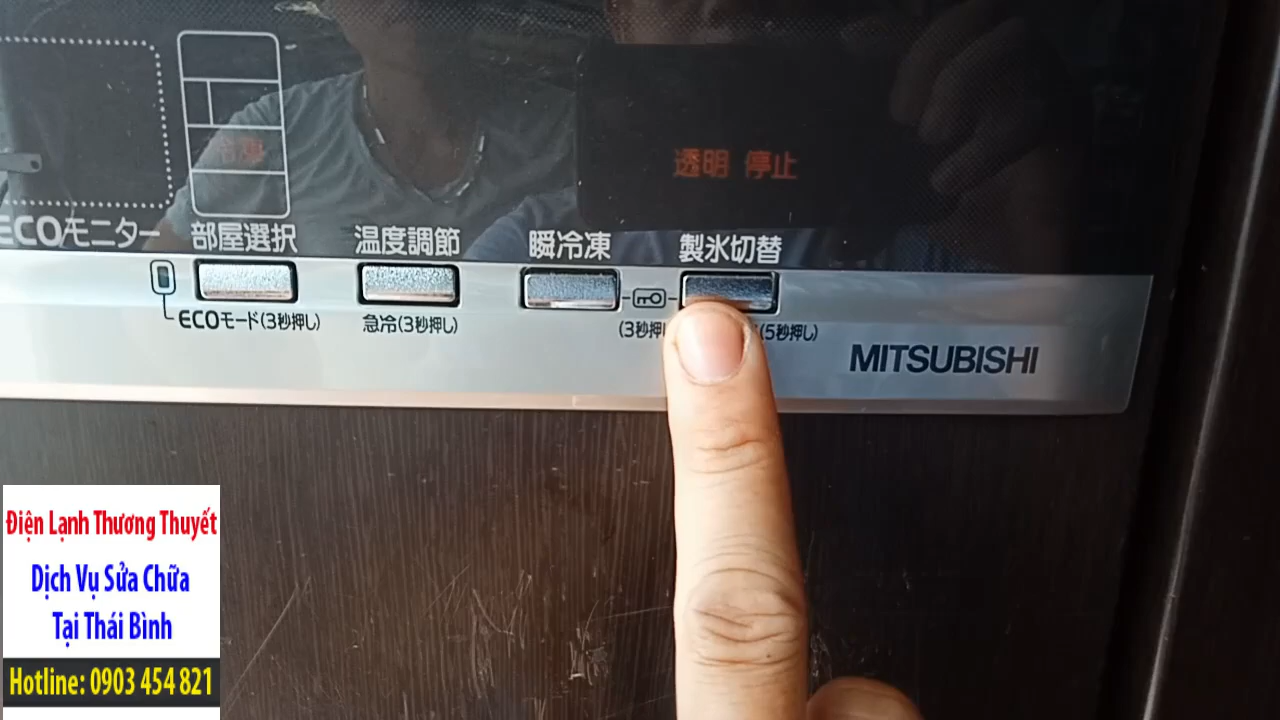 透明 停止
冷凍
ECOモニター
部屋選択
温度調節
瞬冷凍
製氷切替
ECOモード(3秒押し)
急冷(3秒押し)
(3秒押
(5秒押し)
MITSUBISHI
Điện Lạnh Thương Thuyết
Dịch Vụ Sửa Chữa
Tại Thái Bình
Hotline: 0903 454 821